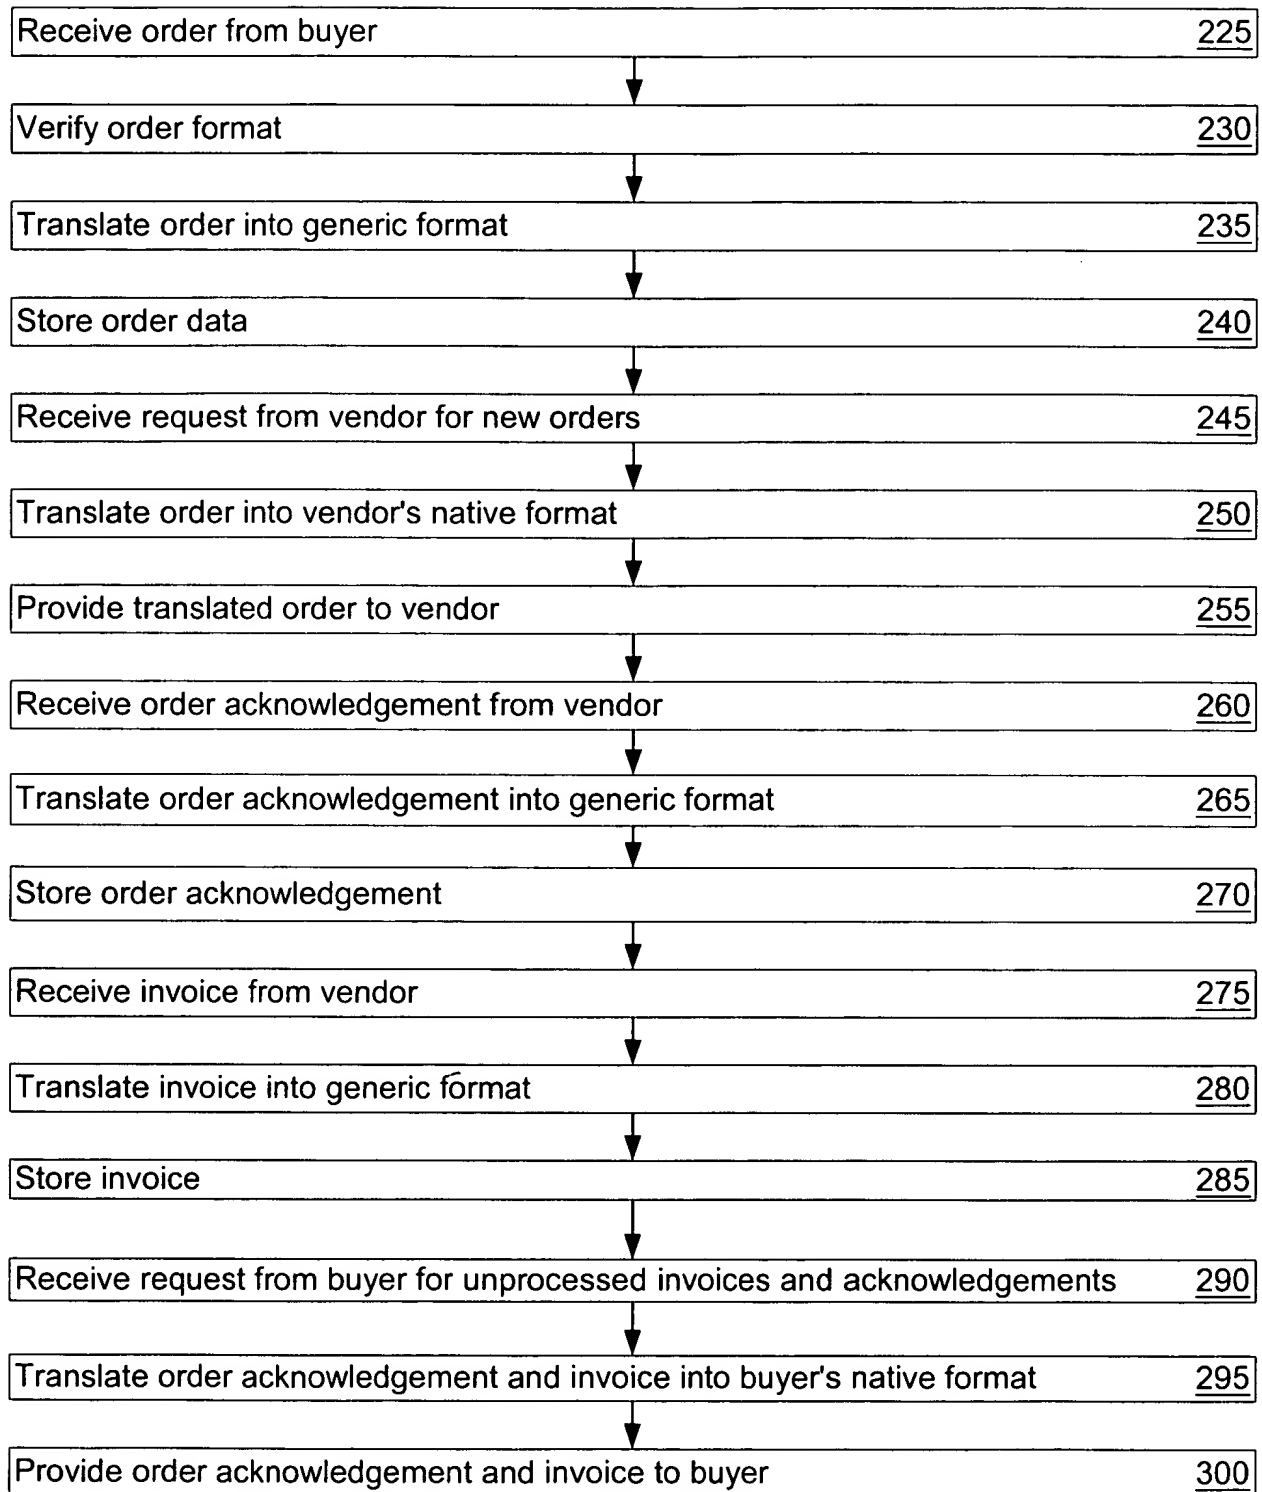 Receive order from buyer 225
Verify order format 230
Translate order into generic format 235
Store order data 240
Receive request from vendor for new orders 245
Translate order into vendor's native format 250
Provide translated order to vendor 255
Receive order acknowledgement from vendor 260
Translate order acknowledgement into generic format 265
Store order acknowledgement 270
Receive invoice from vendor 275
Translate invoice into generic format 280
Store invoice 285
Receive request from buyer for unprocessed invoices and acknowledgements 290
Translate order acknowledgement and invoice into buyer's native format 295
Provide order acknowledgement and invoice to buyer 300